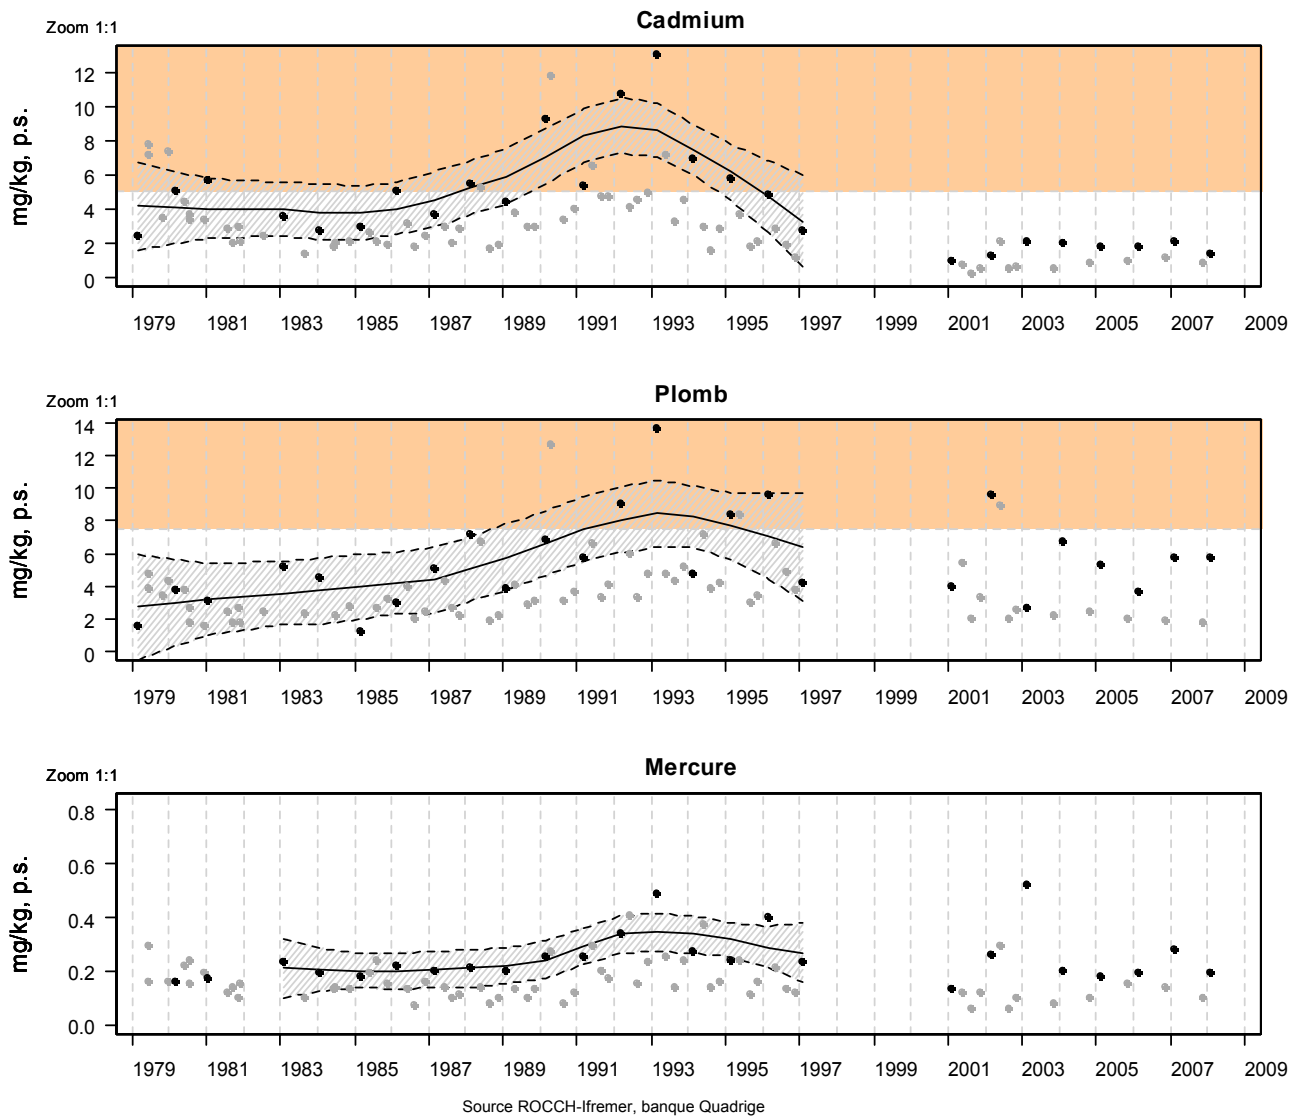 Cadmium
Zoom 1:1
mg/kg, p.s.
12
10
8
6
4
2
0
1979 1981 1983 1985 1987 1989 1991 1993 1995 1997 1999 2001 2003 2005 2007 2009
Plomb
Zoom 1:1
mg/kg, p.s.
14
12
10
8
6
4
2
0
1979 1981 1983 1985 1987 1989 1991 1993 1995 1997 1999 2001 2003 2005 2007 2009
Mercure
Zoom 1:1
mg/kg, p.s.
0.8
0.6
0.4
0.2
0.0
1979 1981 1983 1985 1987 1989 1991 1993 1995 1997 1999 2001 2003 2005 2007 2009
Source ROCCH-Ifremer, banque Quadrige